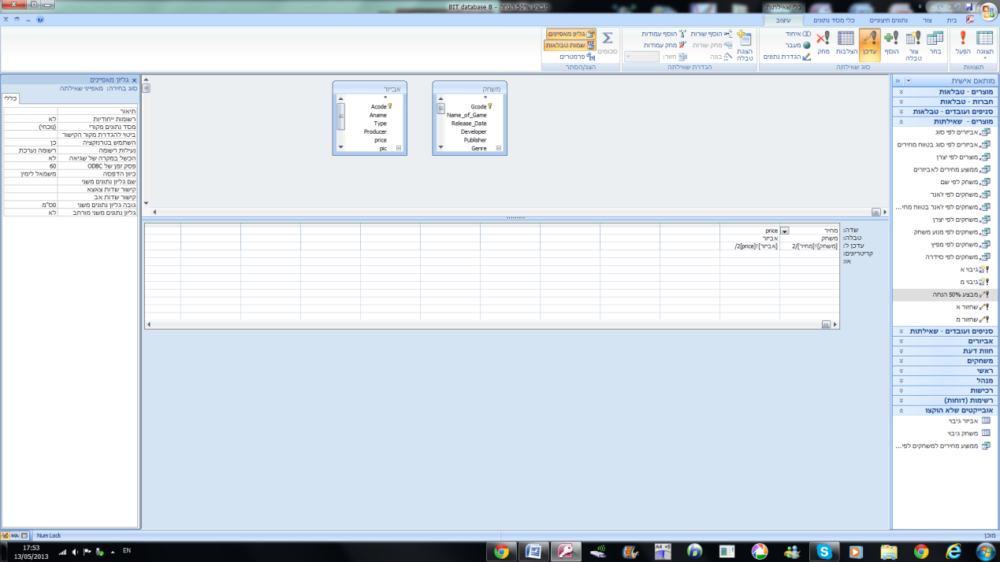 מבצע 50% הנחה - BIT database 8
כלי שאילתות
בית
צור
נתונים חיצוניים
כלי מסד נתונים
עיצוב
תצוגה
הפעל
תוצאות
בחר
צור טבלה
הוסף
עדכן
הצלבות
מחק
איחוד
מעבר
הגדרת נתונים
סוג שאילתה
הצגת טבלה
הוסף שורות
מחק שורות
בונה
הוסף עמודות
מחק עמודות
חזור:
הגדרת שאילתה
סכומים
גליון מאפיינים
שמות טבלאות
פרמטרים
הצג/הסתר
מותאם אישית
מוצרים - טבלאות
חברות - טבלאות
סניפים ועובדים - טבלאות
מוצרים - שאילתות
אביזרים לפי סוג
אביזרים לפי סוג בטווח מחירים
מוצרים לפי יצרן
ממוצע מחירים לאביזרים
משחק לפי שם
משחקים לפי ז'אנר
משחקים לפי ז'אנר בטווח מחי...
משחקים לפי יצרן
משחקים לפי מנוע משחק
משחקים לפי מפיץ
משחקים לפי סידרה
גיבוי א
גיבוי מ
מבצע 50% הנחה
שחזור א
שחזור מ
סניפים ועובדים - שאילתות
אביזרים
חוות דעת
משחקים
ראשי
מנהל
רכישות
רשימות (דוחות)
אובייקטים שלא הוקצו
אביזר גיבוי
משחק גיבוי
ממוצע מחירים למשחקים לפי...
משחק
*
Gcode
Name_of_Game
Release_Date
Developer
Publisher
Genre
אביזר
*
Acode
Aname
Type
Producer
price
pic
שדה: מחיר price
טבלה: משחק אביזר
עדכן ל: [משחק]![מחיר]/2 [אביזר]![price]/2
קריטריונים:
או:
גליון מאפיינים
סוג בחירה: מאפייני שאילתה
כללי
תיאור
רשומות ייחודיות לא
מסד נתונים מקורי (נוכחי)
ביטוי להגדרת מקור הקישור
השתמש בטרנזקציה כן
נעילות רשומה רשומה נערכת
הכשל במקרה של שגיאה לא
פסק זמן של ODBC 60
כיוון הדפסה משמאל לימין
שם גליון נתונים משני
קישור שדות צאצא
קישור שדות אב
גובה גליון נתונים משני 0ס"מ
גליון נתונים משני מורחב לא
מוכן
Num Lock
SQL
EN
17:53
13/05/2013